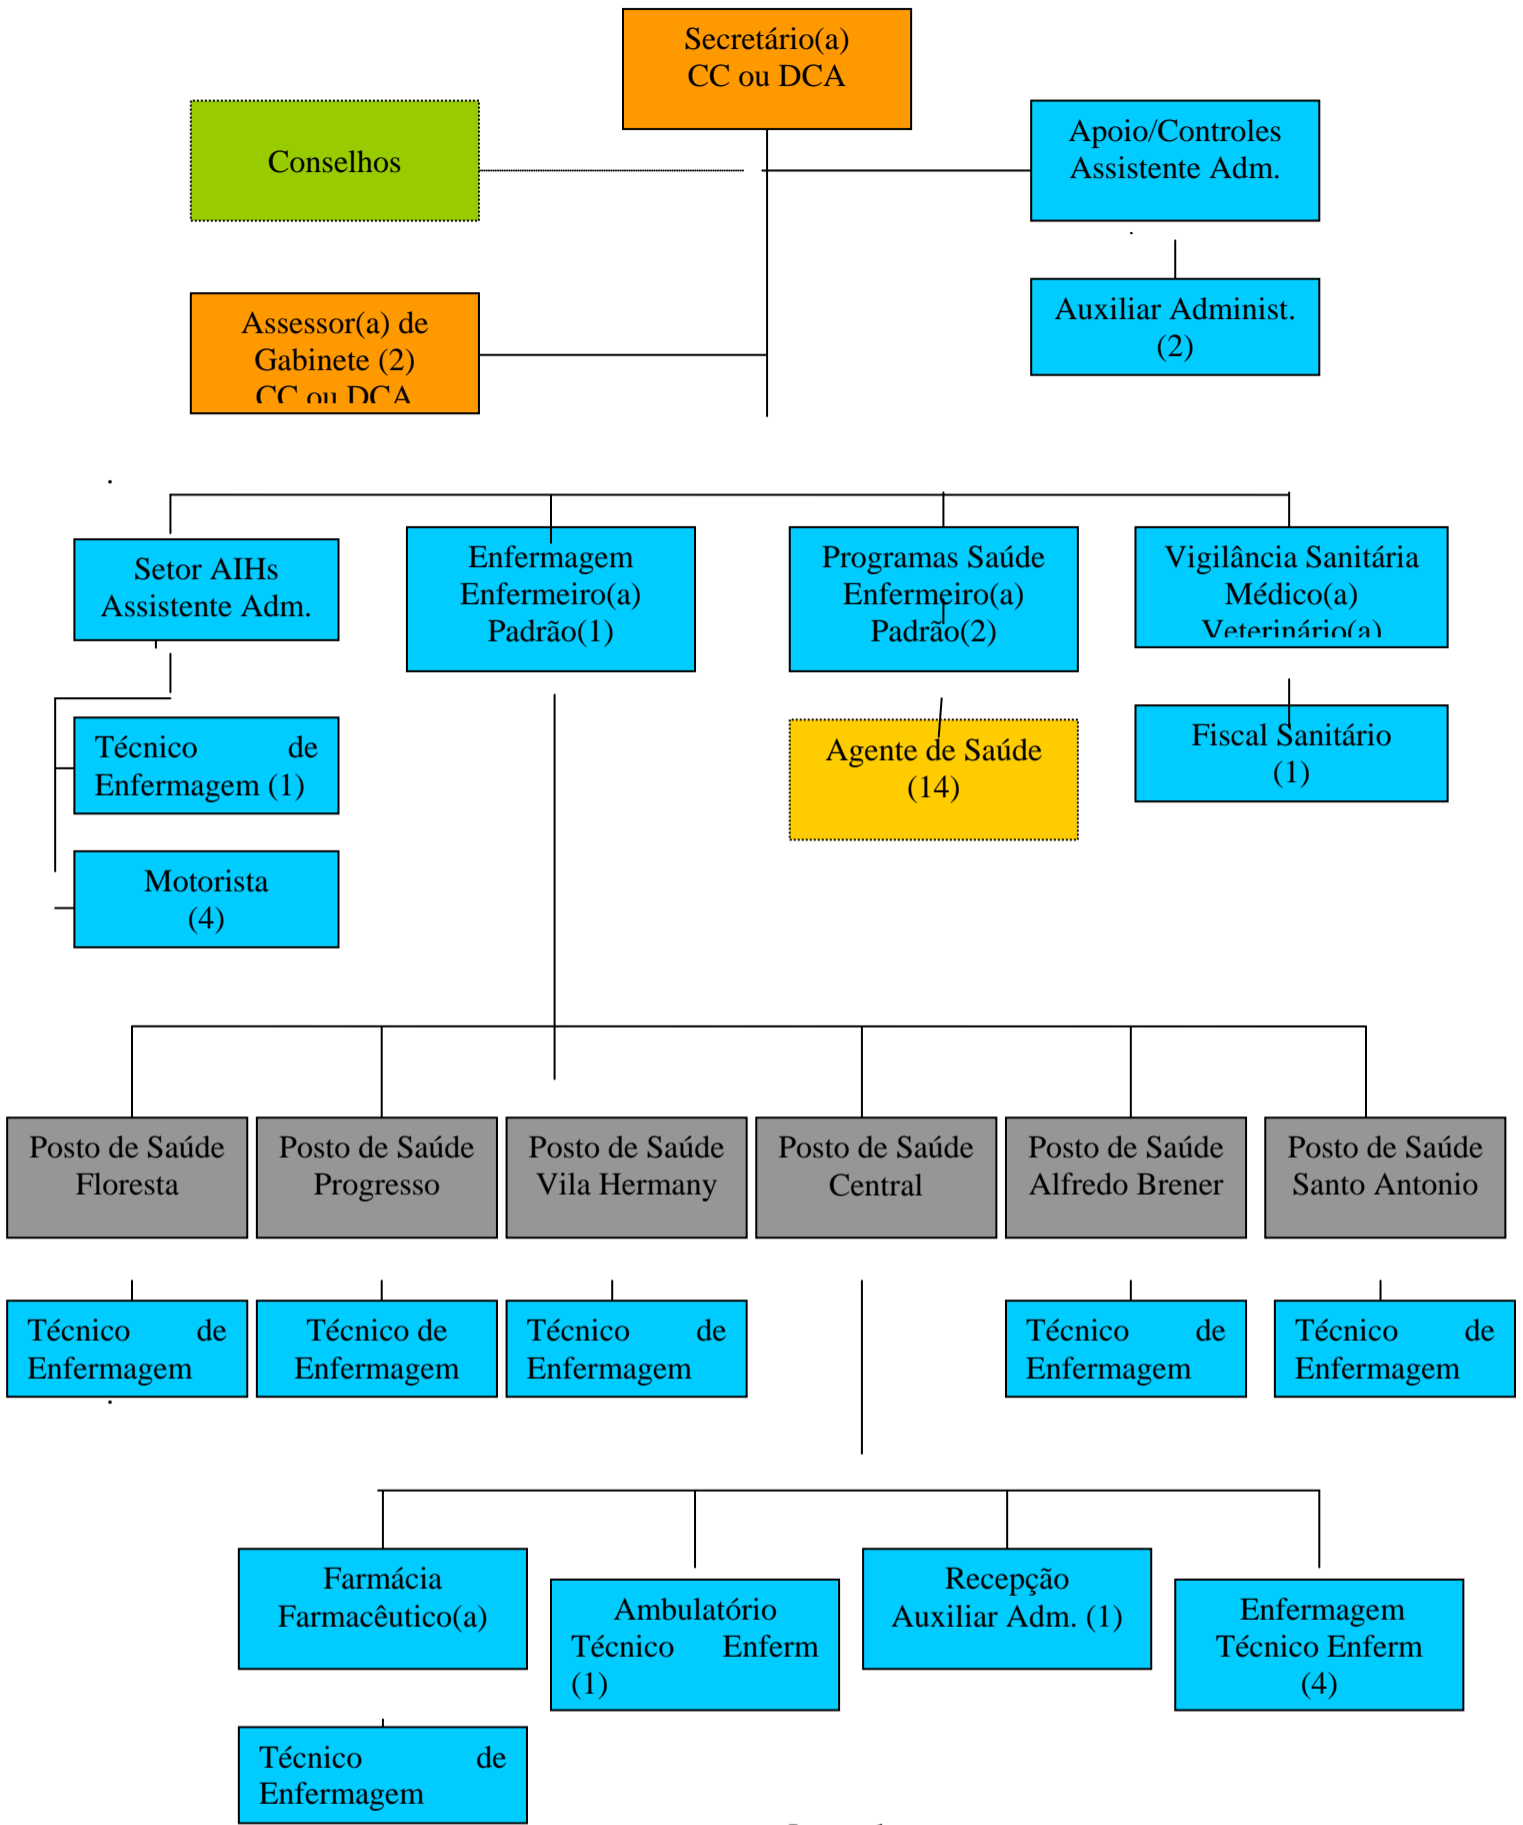 Secretário(a)
CC ou DCA
Conselhos
Apoio/Controles
Assistente Adm.
Auxiliar Administ.
(2)
Assessor(a) de
Gabinete (2)
CC ou DCA
Setor AIHs
Assistente Adm.
Enfermagem
Enfermeiro(a)
Padrão(1)
Programas Saúde
Enfermeiro(a)
Padrão(2)
Vigilância Sanitária
Médico(a)
Veterinário(a)
Técnico de
Enfermagem (1)
Agente de Saúde
(14)
Fiscal Sanitário
(1)
Motorista
(4)
Posto de Saúde
Floresta
Posto de Saúde
Progresso
Posto de Saúde
Vila Hermany
Posto de Saúde
Central
Posto de Saúde
Alfredo Brener
Posto de Saúde
Santo Antonio
Técnico de
Enfermagem
Técnico de
Enfermagem
Técnico de
Enfermagem
Técnico de
Enfermagem
Técnico de
Enfermagem
Farmácia
Farmacêutico(a)
Ambulatório
Técnico Enferm
(1)
Recepção
Auxiliar Adm. (1)
Enfermagem
Técnico Enferm
(4)
Técnico de
Enfermagem